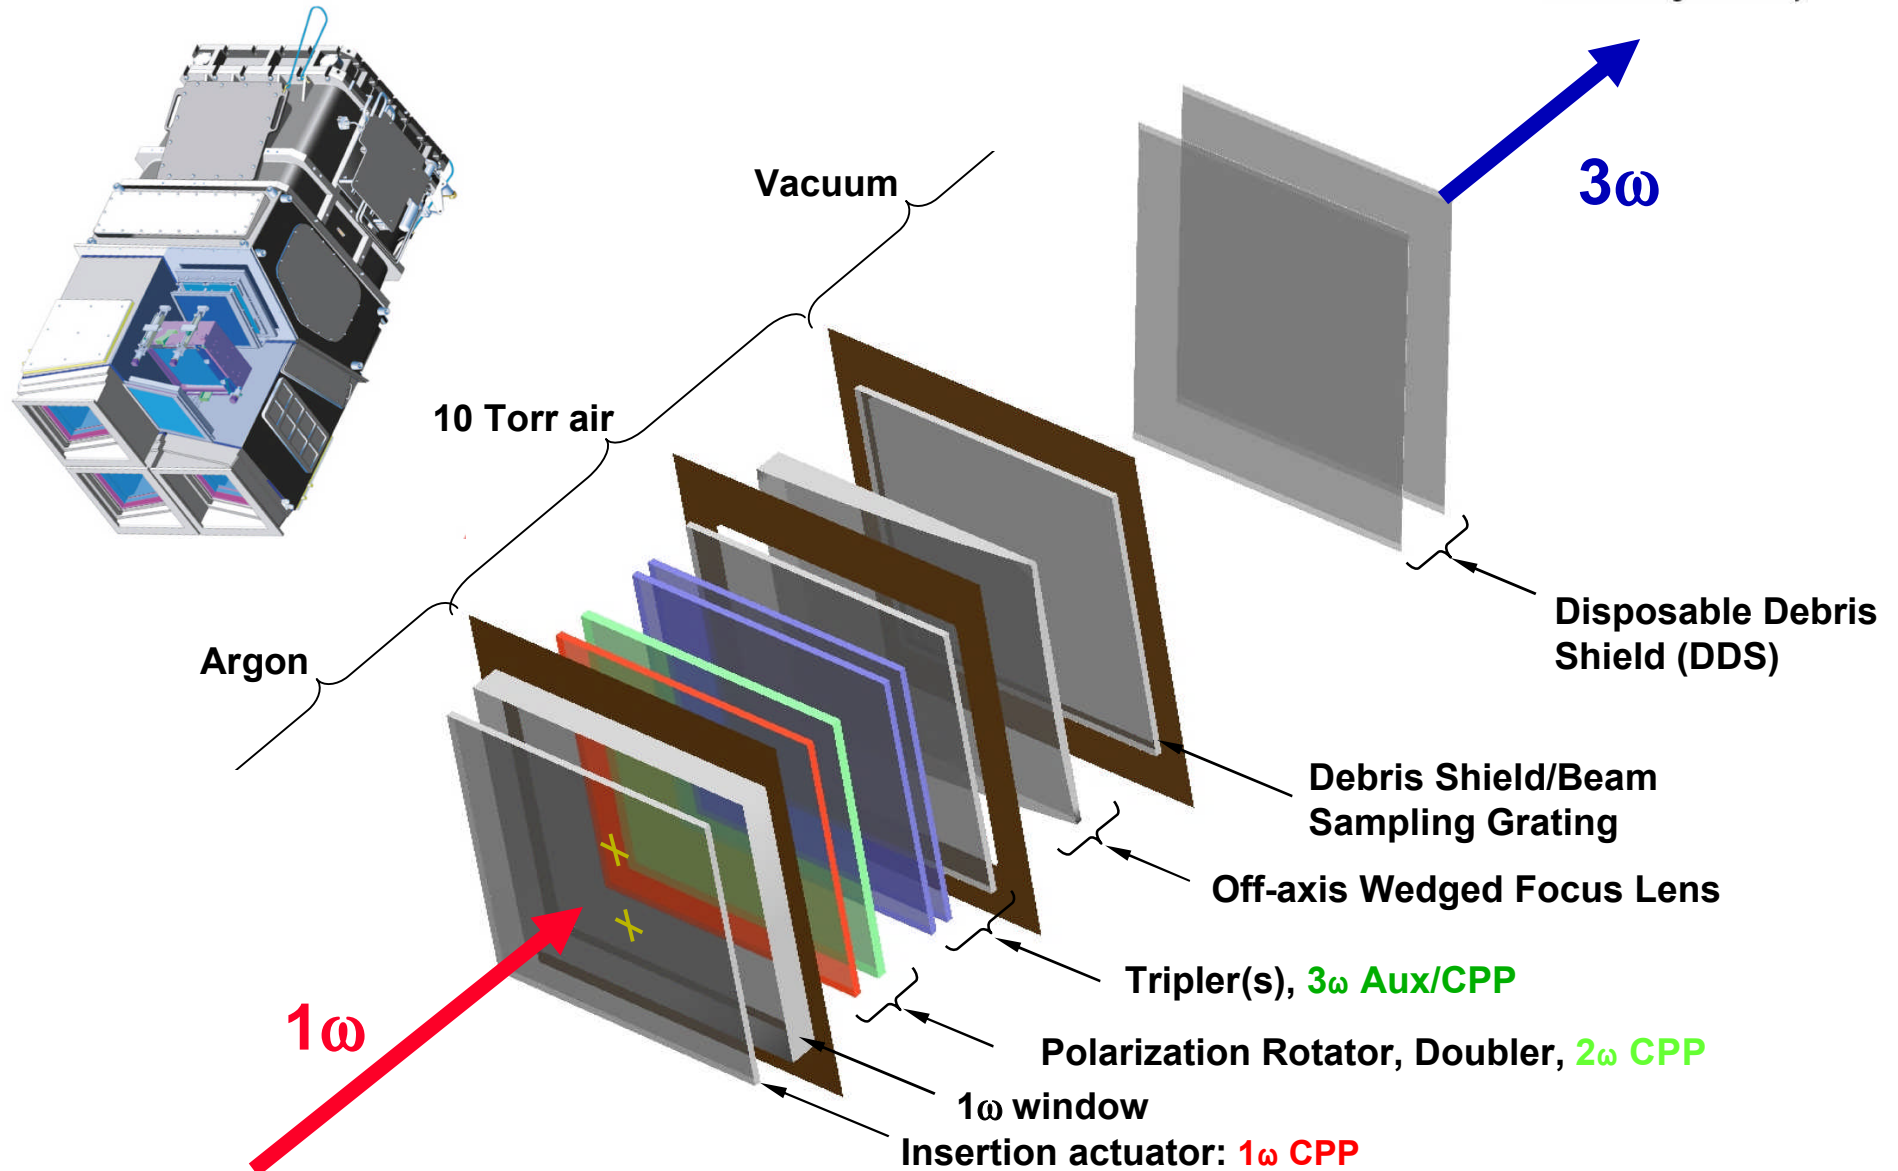 Vacuum
3ω
10 Torr air
Argon
Disposable Debris
Shield (DDS)
Debris Shield/Beam
Sampling Grating
Off-axis Wedged Focus Lens
Tripler(s), 3ω Aux/CPP
1ω
Polarization Rotator, Doubler, 2ω CPP
1ω window
Insertion actuator: 1ω CPP